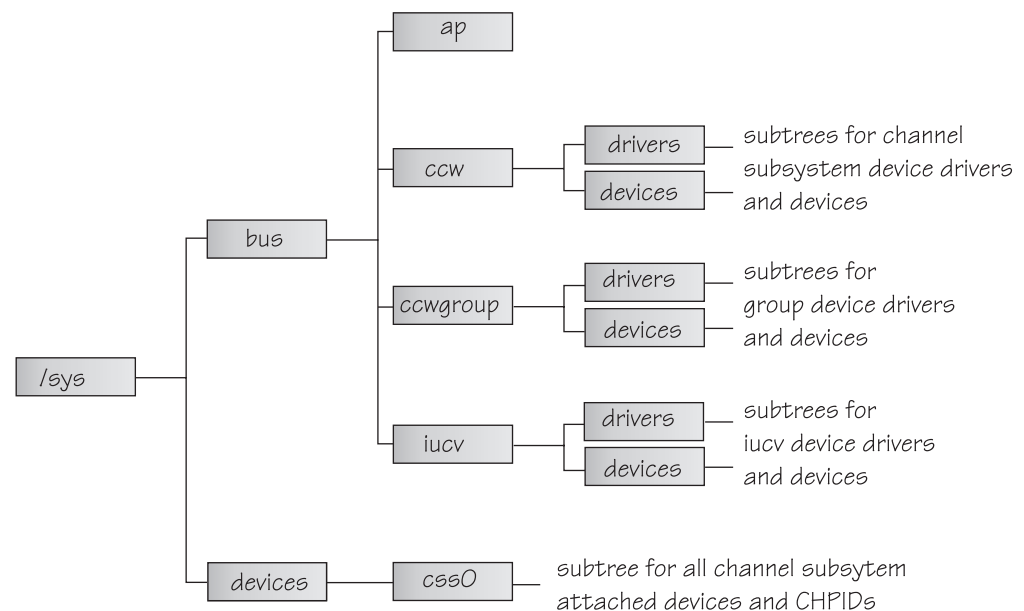 ap
drivers
subtrees for channel
subsystem device drivers
and devices
ccw
devices
bus
drivers
subtrees for
group device drivers
and devices
ccwgroup
devices
/sys
drivers
subtrees for
iucv device drivers
and devices
iucv
devices
devices
css0
subtree for all channel subsytem
attached devices and CHPIDs